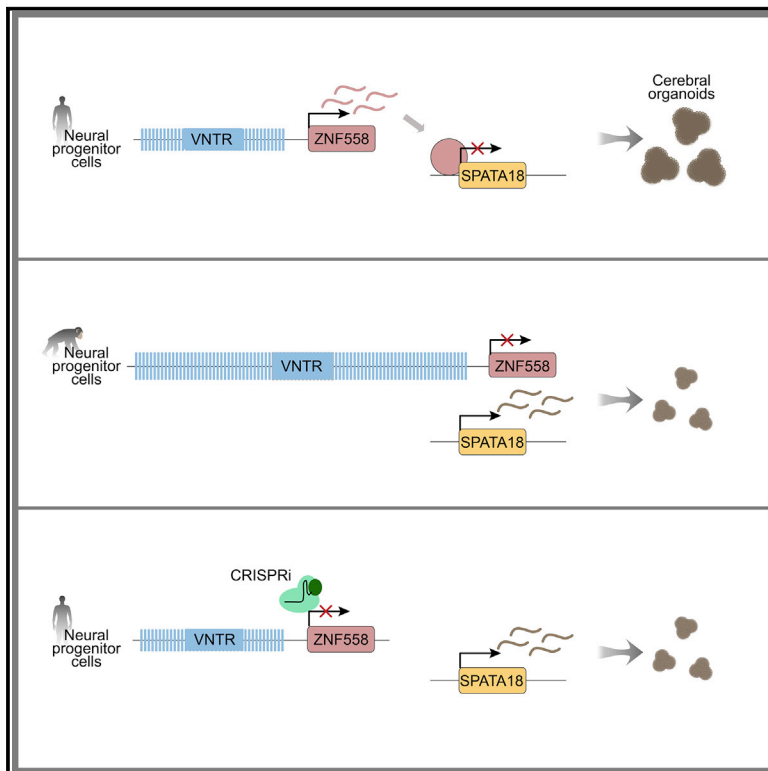 Cerebral
organoids
Neural
progenitor
cells
VNTR
ZNF558
SPATA18
Neural
progenitor
cells
VNTR
ZNF558
SPATA18
CRISPRi
Neural
progenitor
cells
VNTR
ZNF558
SPATA18